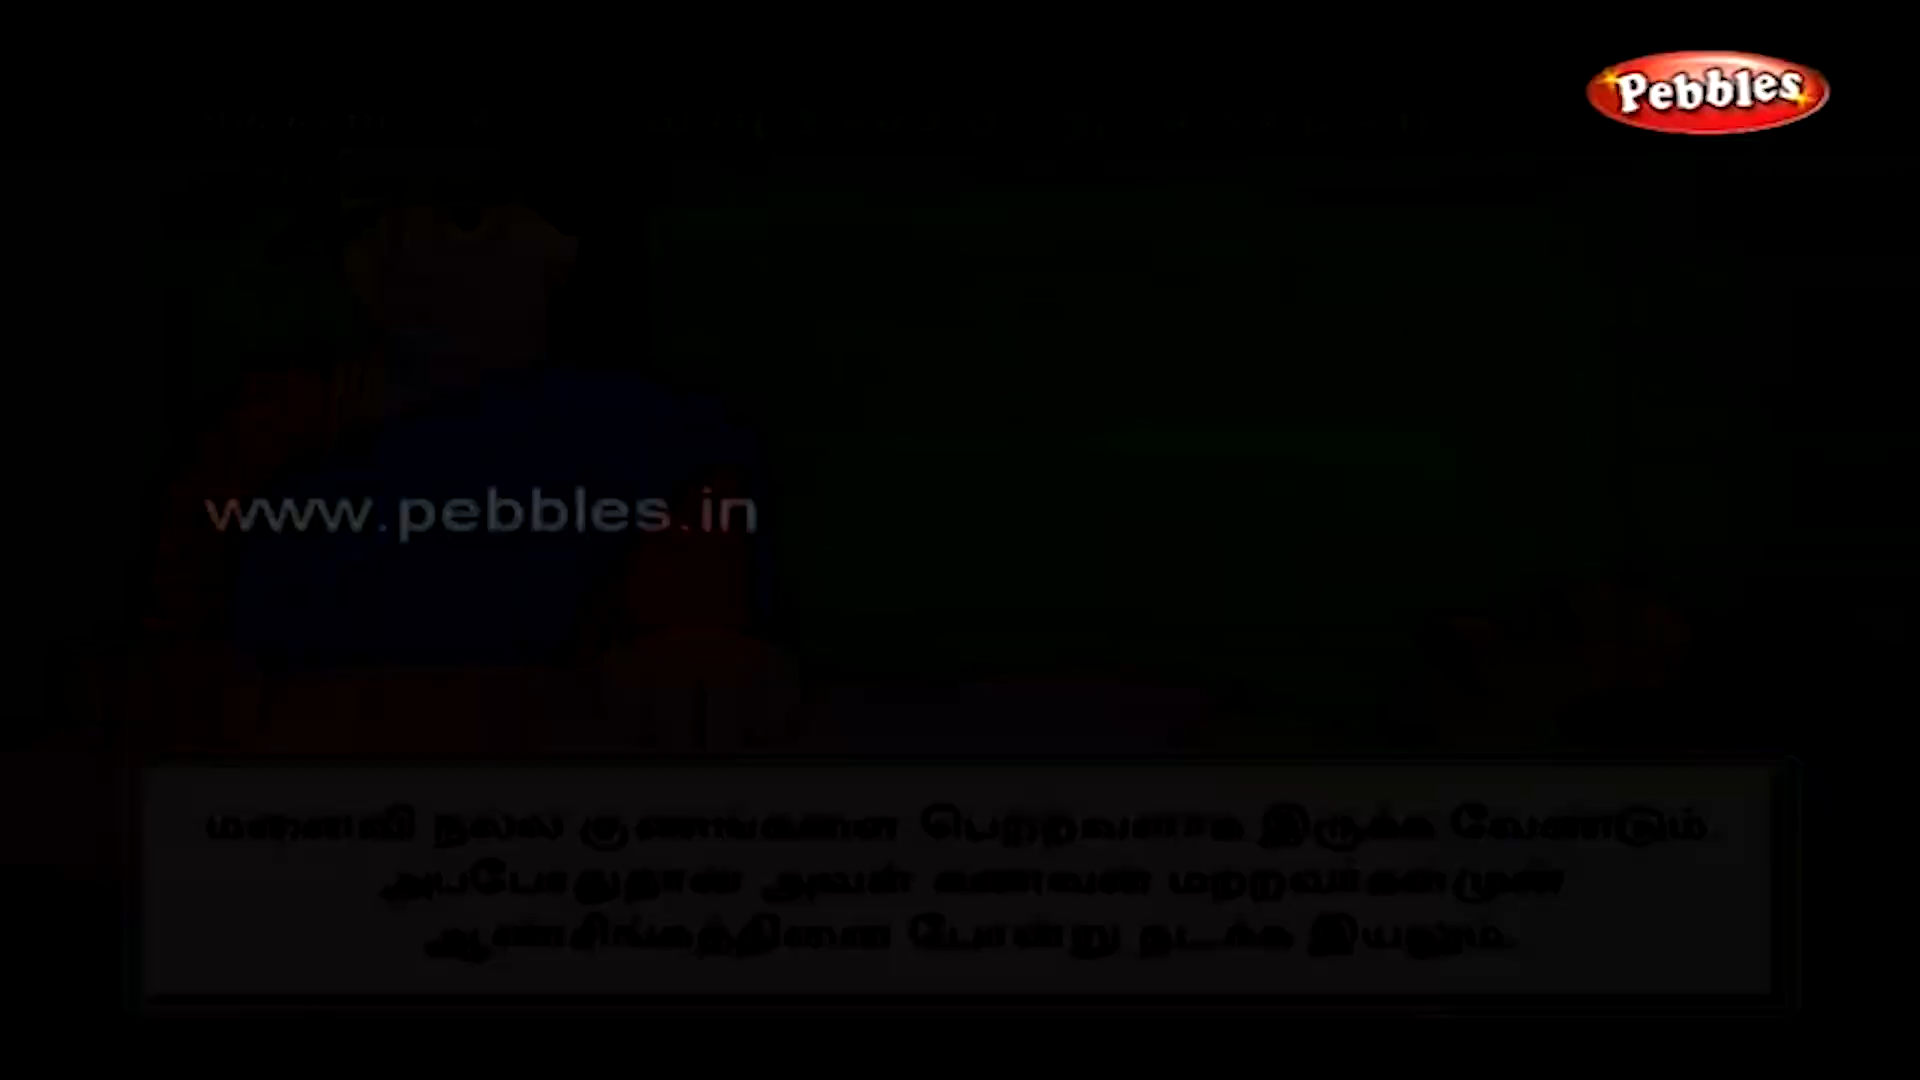 Pebbles
www.pebbles.in
மனைவி நல்ல குணங்களை பெற்றவளாக இருக்க வேண்டும்.
அப்போதுதான் அவள் கணவன் மற்றவர்கள்முன்
ஆண்சிங்கத்தினை போன்று நடக்க இயலும்.